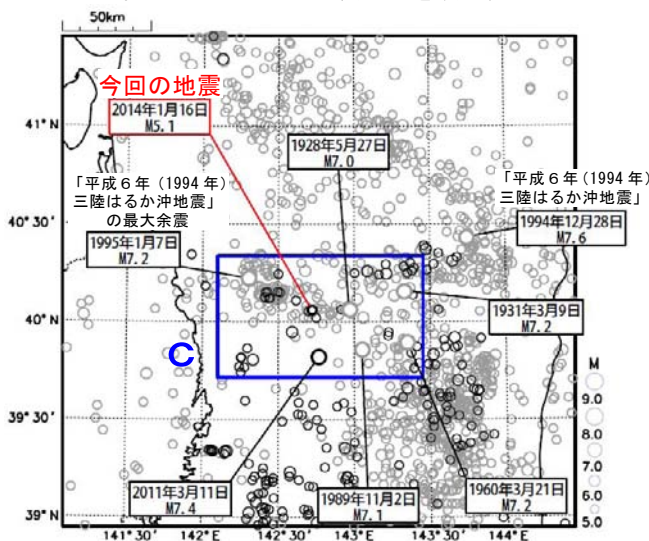 50km
今回の地震
2014年1月16日
M5.1
1928年5月27日
M7.0
「平成６年（1994 年）
三陸はるか沖地震」
の最大余震
1995年1月7日
M7.2
「平成６年（1994 年）
三陸はるか沖地震」
1994年12月28日
M7.6
1931年3月9日
M7.2
C
2011年3月11日
M7.4
1989年11月2日
M7.1
1960年3月21日
M7.2
41°N
40°30'
40°N
39°30'
39°N
141°30'
142°E
142°30'
143°E
143°30'
144°E
M
9.0
8.0
7.0
6.0
5.0